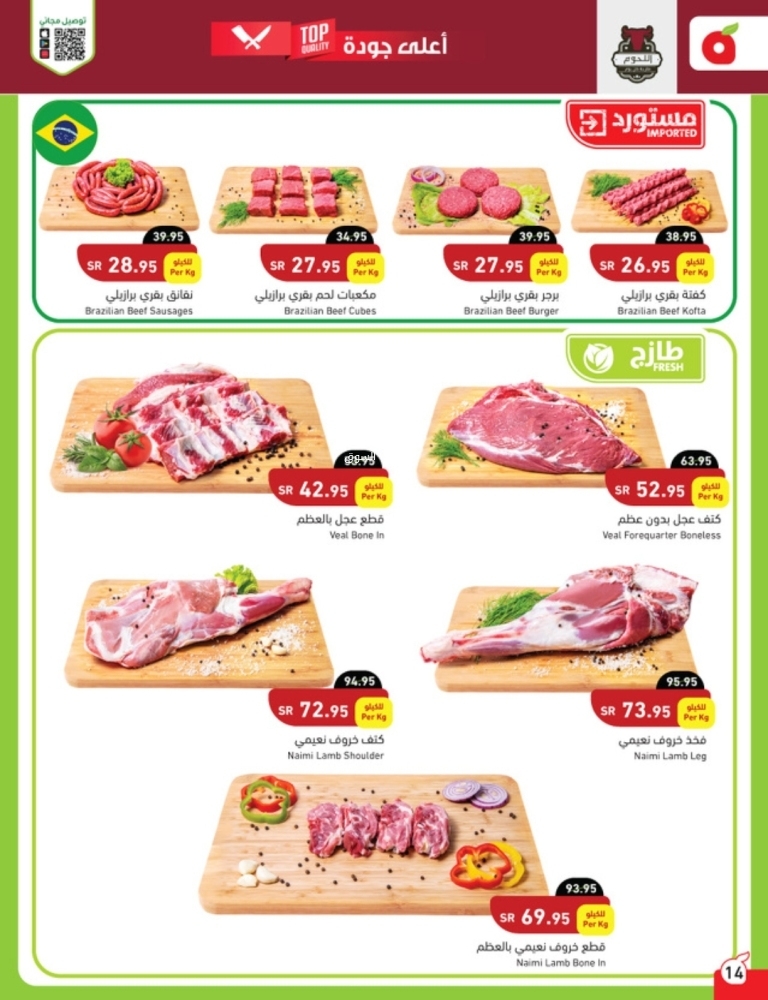 توصيل مجاني
أعلى جودة
TOP
QUALITY
اللحوم
مستورد
IMPORTED
39.95
SR 28.95
للكيلو
Per Kg
نقانق بقري برازيلي
Brazilian Beef Sausages
34.95
SR 27.95
للكيلو
Per Kg
مكعبات لحم بقري برازيلي
Brazilian Beef Cubes
39.95
SR 27.95
للكيلو
Per Kg
برجر بقري برازيلي
Brazilian Beef Burger
38.95
SR 26.95
للكيلو
Per Kg
كفتة بقري برازيلي
Brazilian Beef Kofta
طازج
FRESH
SR 42.95
للكيلو
Per Kg
قطع عجل بالعظم
Veal Bone In
63.95
SR 52.95
للكيلو
Per Kg
كتف عجل بدون عظم
Veal Forequarter Boneless
94.95
SR 72.95
للكيلو
Per Kg
كتف خروف نعيمي
Naimi Lamb Shoulder
95.95
SR 73.95
للكيلو
Per Kg
فخذ خروف نعيمي
Naimi Lamb Leg
93.95
SR 69.95
للكيلو
Per Kg
قطع خروف نعيمي بالعظم
Naimi Lamb Bone In
14